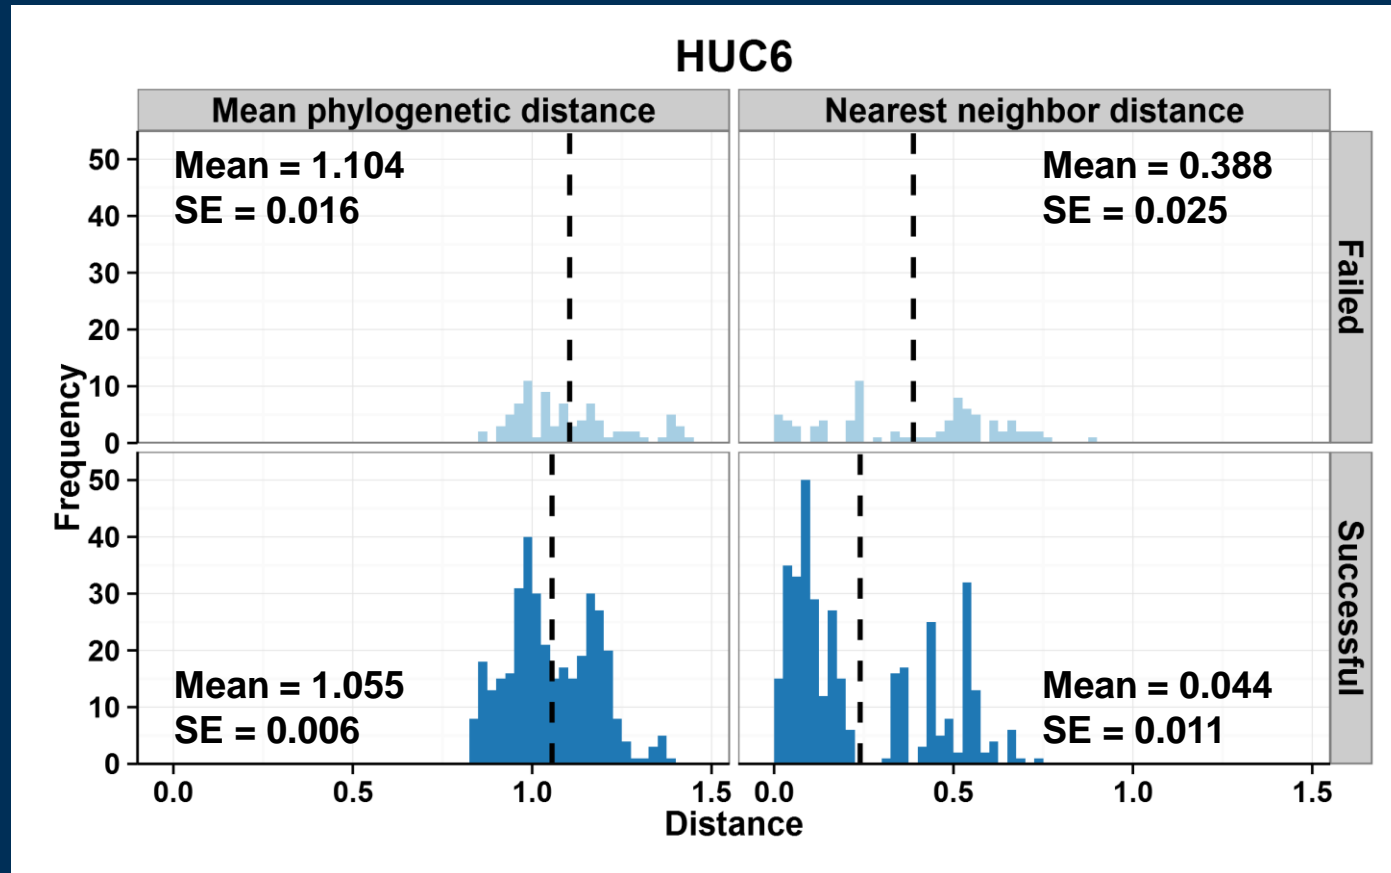 HUC6
Mean phylogenetic distance
Nearest neighbor distance
50
40
30
20
10
0
Mean = 1.104
SE = 0.016
Mean = 0.388
SE = 0.025
Failed
Frequency
50
40
30
20
10
0
Mean = 1.055
SE = 0.006
Mean = 0.044
SE = 0.011
Successful
0.0 0.5 1.0 1.5 0.0 0.5 1.0 1.5
Distance